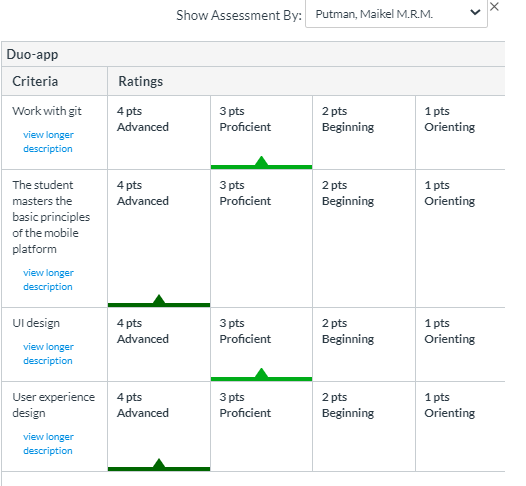 Show Assessment By: Putman, Maikel M.R.M.
Duo-app
Criteria Ratings
Work with git
view longer
description
4 pts
Advanced
3 pts
Proficient
2 pts
Beginning
1 pts
Orienting
The student
masters the
basic principles
of the mobile
platform
view longer
description
4 pts
Advanced
3 pts
Proficient
2 pts
Beginning
1 pts
Orienting
UI design
view longer
description
4 pts
Advanced
3 pts
Proficient
2 pts
Beginning
1 pts
Orienting
User experience
design
view longer
description
4 pts
Advanced
3 pts
Proficient
2 pts
Beginning
1 pts
Orienting